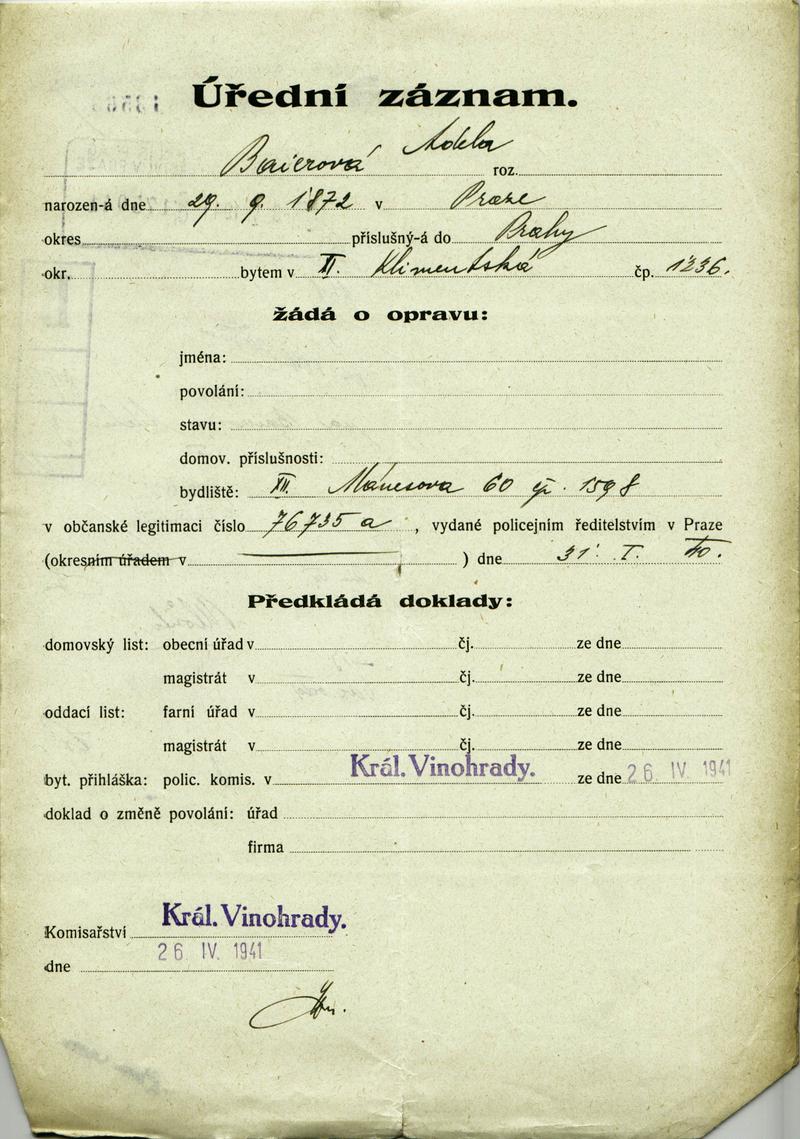 Úřední záznam.
Baierová Adela roz.
narozen-á dne 29. 9. 1872 v Praze
okres příslušný-á do Prahy
okr. bytem v II. Klimentská čp. 1236.
žádá o opravu:
jména:
povolání:
stavu:
domov. příslušnosti:
bydliště: XII. Mánesova 60 čp. 1598
v občanské legitimaci číslo 76735 a , vydané policejním ředitelstvím v Praze
(okresním úřadem v ) dne 31. I. 40.
Předkládá doklady:
domovský list: obecní úřad v čj. ze dne
magistrát v čj. ze dne
oddací list: farní úřad v čj. ze dne
magistrát v čj. ze dne
byt. přihláška: polic. komis. v Král. Vinohrady. ze dne 26 IV. 1941
doklad o změně povolání: úřad
firma
Komisařství Král. Vinohrady.
dne 26 IV. 1941